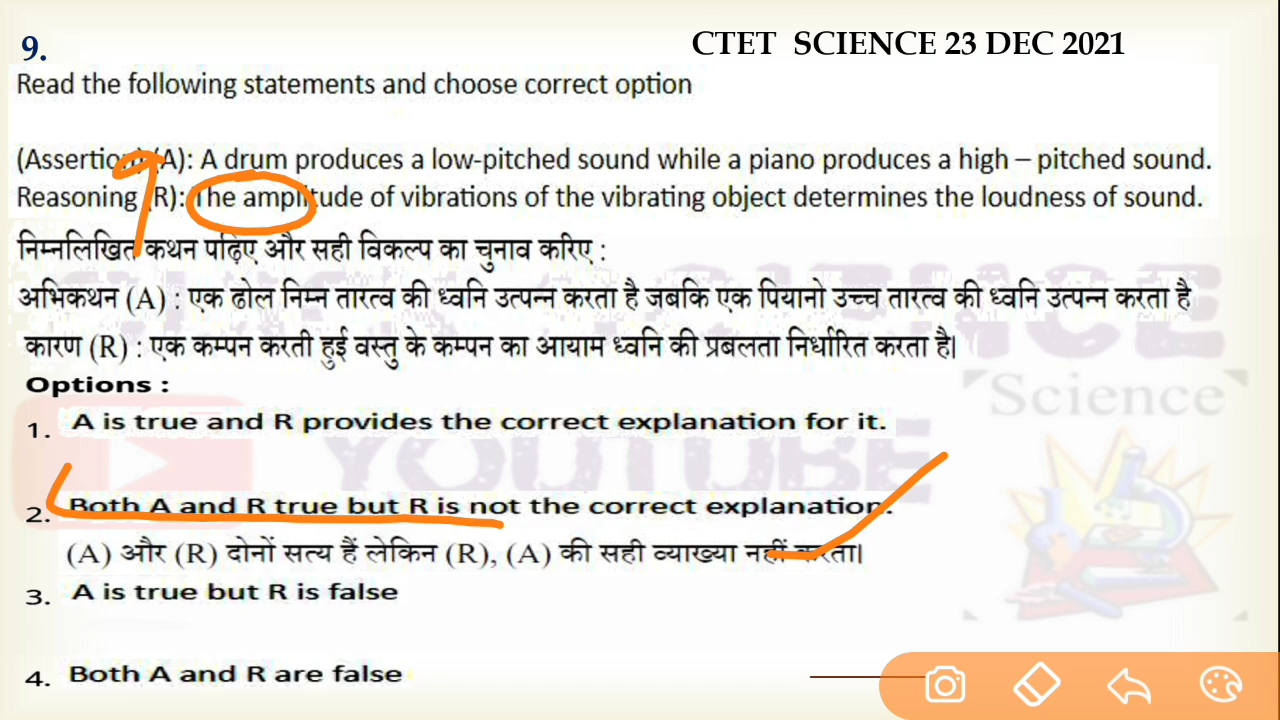 9.
CTET SCIENCE 23 DEC 2021
Read the following statements and choose correct option
(Assertion) (A): A drum produces a low-pitched sound while a piano produces a high – pitched sound.
Reasoning (R): The amplitude of vibrations of the vibrating object determines the loudness of sound.
निम्नलिखित कथन पढ़िए और सही विकल्प का चुनाव करिए :
अभिकथन (A) : एक ढोल निम्न तारत्व की ध्वनि उत्पन्न करता है जबकि एक पियानो उच्च तारत्व की ध्वनि उत्पन्न करता है
कारण (R) : एक कम्पन करती हुई वस्तु के कम्पन का आयाम ध्वनि की प्रबलता निर्धारित करता है।
Options :
1. A is true and R provides the correct explanation for it.
2. Both A and R true but R is not the correct explanation.
(A) और (R) दोनों सत्य हैं लेकिन (R), (A) की सही व्याख्या नहीं करता।
3. A is true but R is false
4. Both A and R are false
Science
YOUTUBE